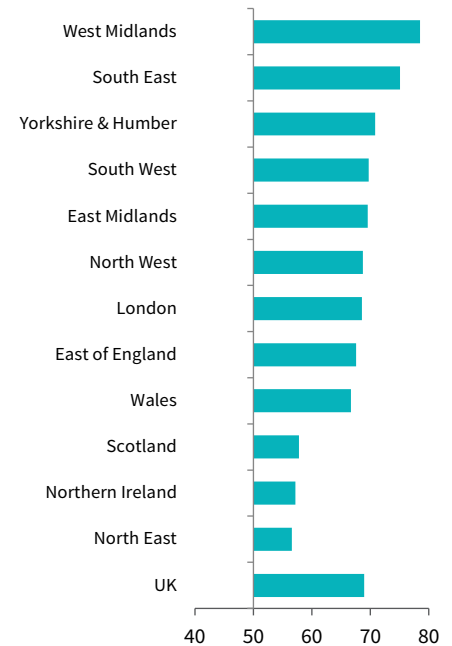 West Midlands
South East
Yorkshire & Humber
South West
East Midlands
North West
London
East of England
Wales
Scotland
Northern Ireland
North East
UK
40 50 60 70 80